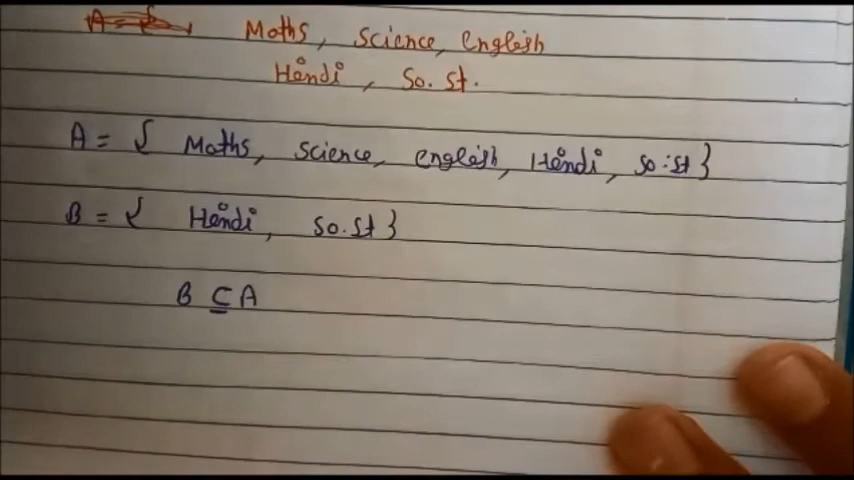 Maths, Science, english
Hindi, So.st.
A = { Maths, Science, english, Hindi, so.st}
B = { Hindi, so.st}
B ⊆ A